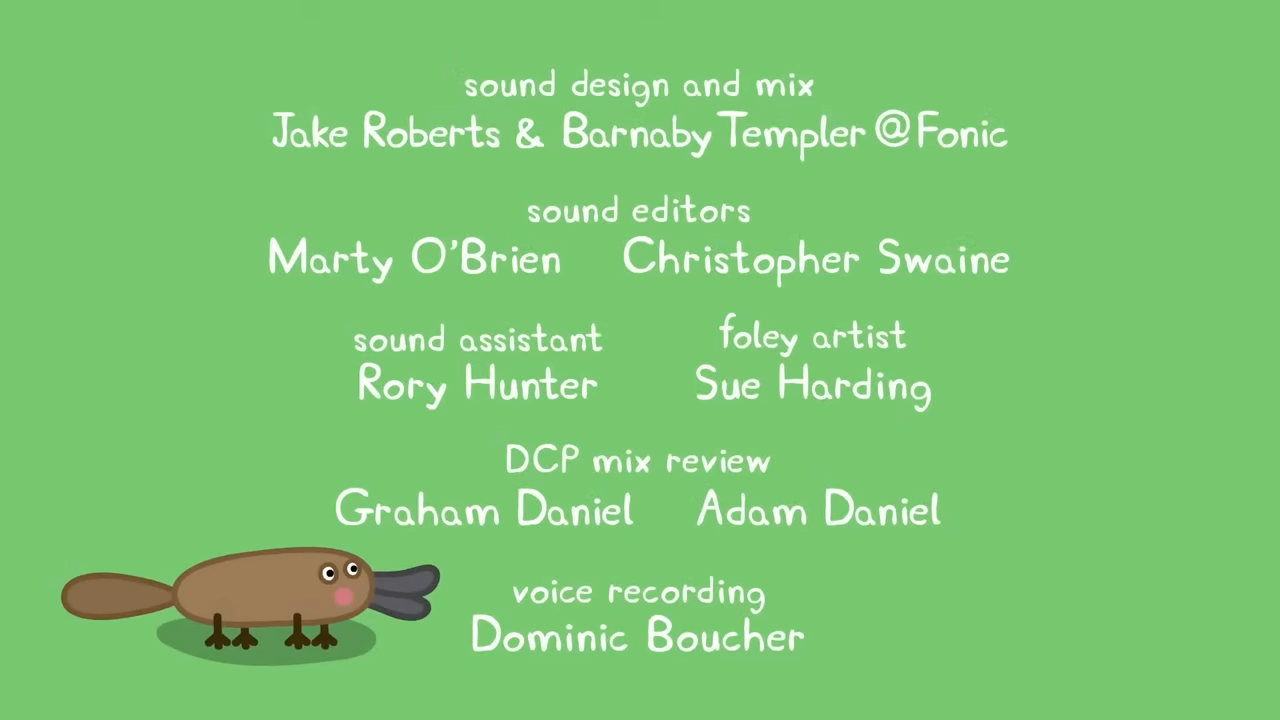 sound design and mix
Jake Roberts & Barnaby Templer @ Fonic
sound editors
Marty O'Brien Christopher Swaine
sound assistant foley artist
Rory Hunter Sue Harding
DCP mix review
Graham Daniel Adam Daniel
voice recording
Dominic Boucher